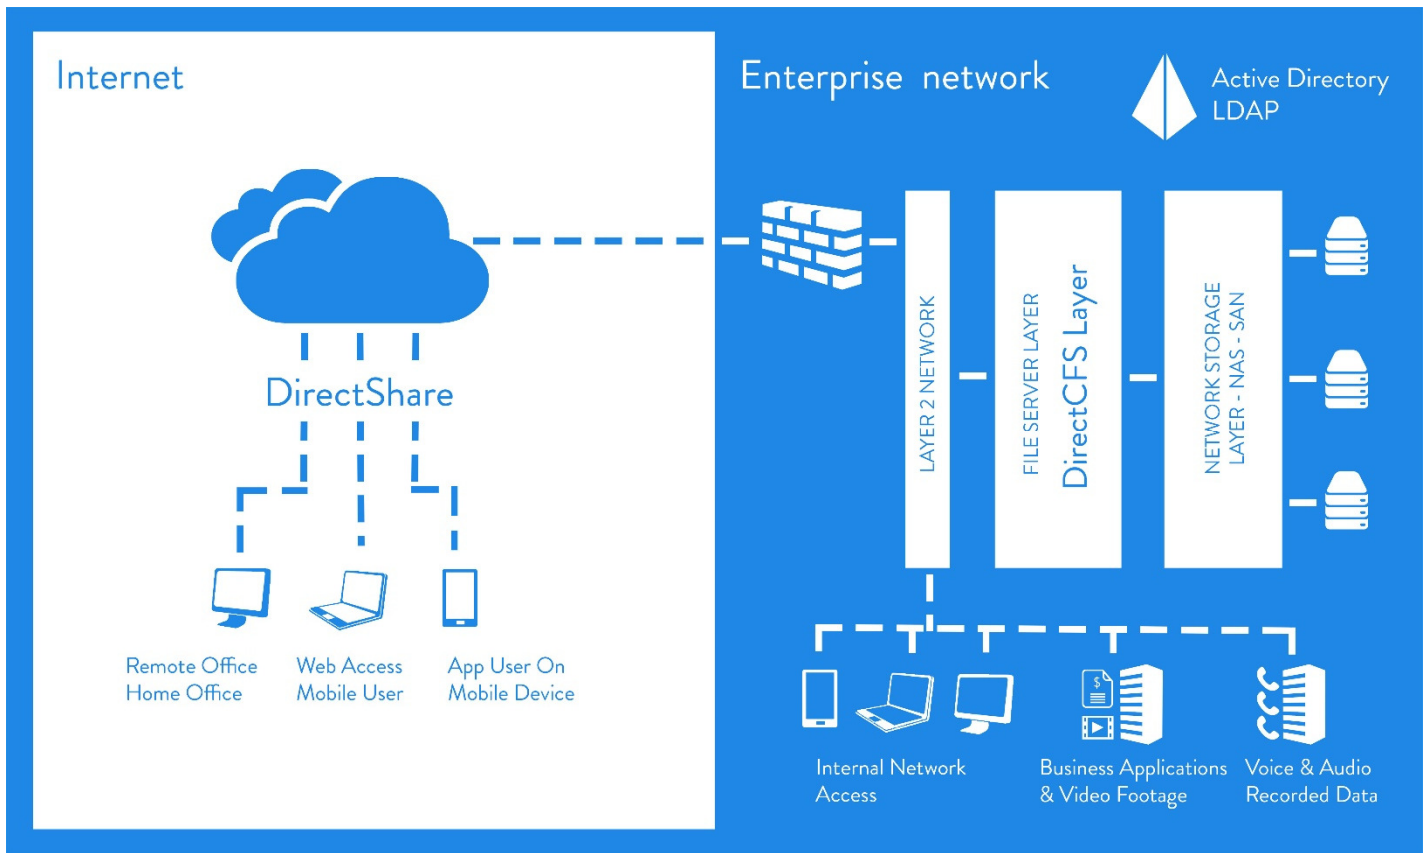 Internet
Enterprise network
Active Directory
LDAP
DirectShare
LAYER 2 NETWORK
FILE SERVER LAYER
DirectCFS Layer
NETWORK STORAGE
LAYER - NAS - SAN
Remote Office
Home Office
Web Access
Mobile User
App User On
Mobile Device
$
Internal Network
Access
Business Applications
& Video Footage
Voice & Audio
Recorded Data